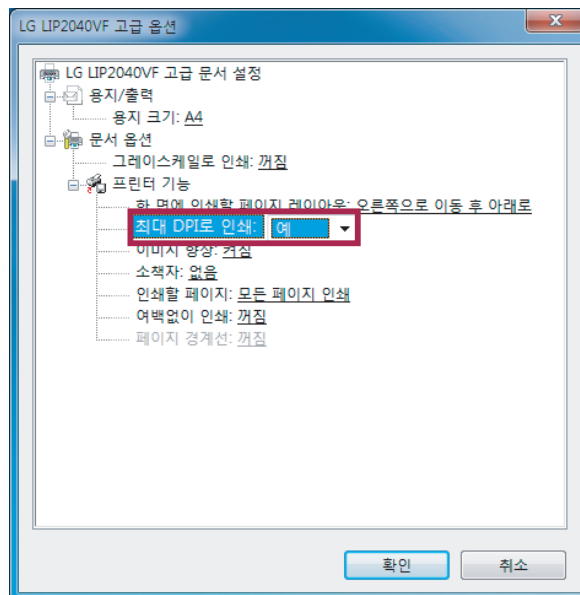 LG LIP2040VF 고급 옵션
LG LIP2040VF 고급 문서 설정
용지/출력
용지 크기: A4
문서 옵션
그레이스케일로 인쇄: 꺼짐
프린터 기능
한 면에 인쇄할 페이지 레이아웃: 오른쪽으로 이동 후 아래로
최대 DPI로 인쇄: 예
이미지 향상: 켜짐
소책자: 없음
인쇄할 페이지: 모든 페이지 인쇄
여백없이 인쇄: 꺼짐
페이지 경계선: 꺼짐
확인 취소